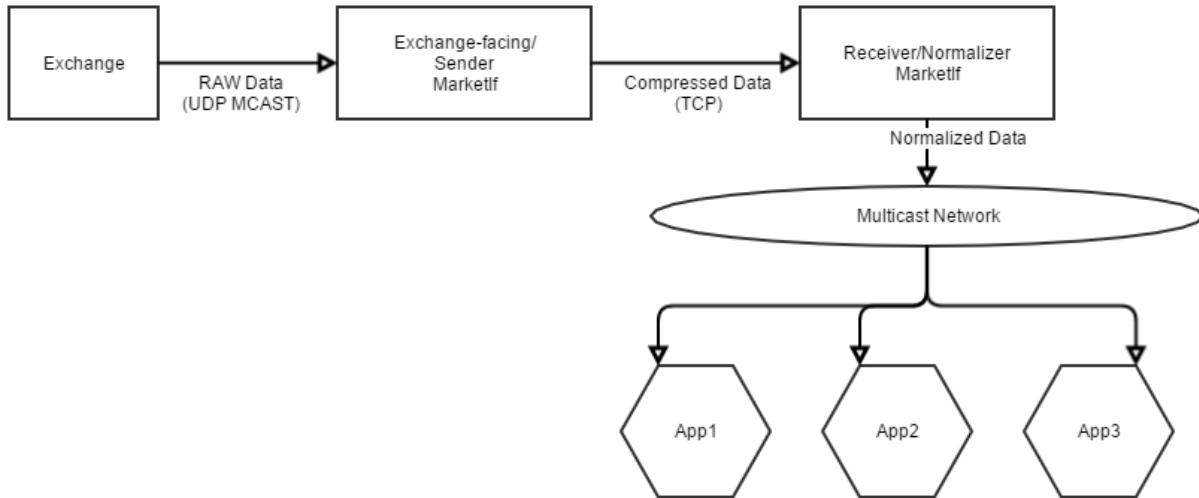 Exchange
RAW Data
(UDP MCAST)
Exchange-facing/
Sender
MarketIf
Compressed Data
(TCP)
Receiver/Normalizer
MarketIf
Normalized Data
Multicast Network
App1
App2
App3